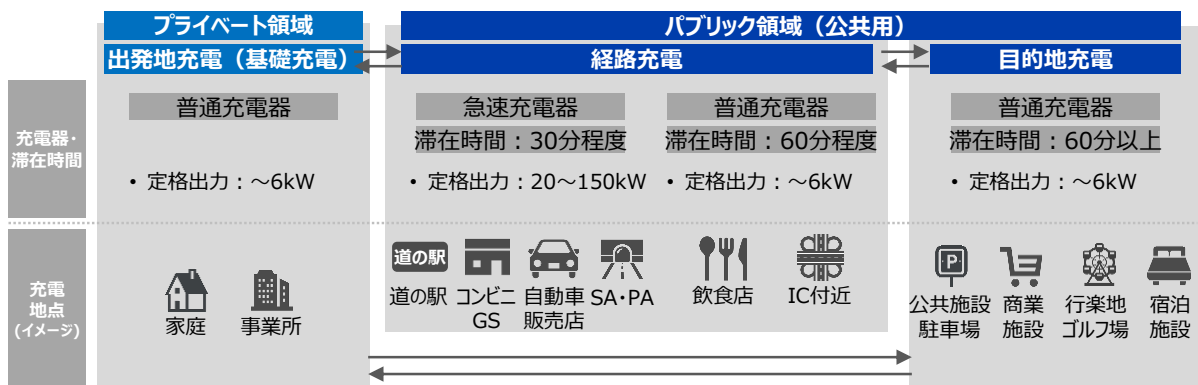 プライベート領域
パブリック領域（公共用）
出発地充電（基礎充電）
経路充電
目的地充電
充電器・
滞在時間
普通充電器
急速充電器
普通充電器
普通充電器
滞在時間：30分程度
滞在時間：60分程度
滞在時間：60分以上
• 定格出力：～6kW
• 定格出力：20～150kW
• 定格出力：～6kW
• 定格出力：～6kW
充電
地点
(イメージ)
家庭
事業所
道の駅
道の駅
コンビニ
GS
自動車
販売店
SA・PA
飲食店
IC付近
P
公共施設
駐車場
商業
施設
行楽地
ゴルフ場
宿泊
施設